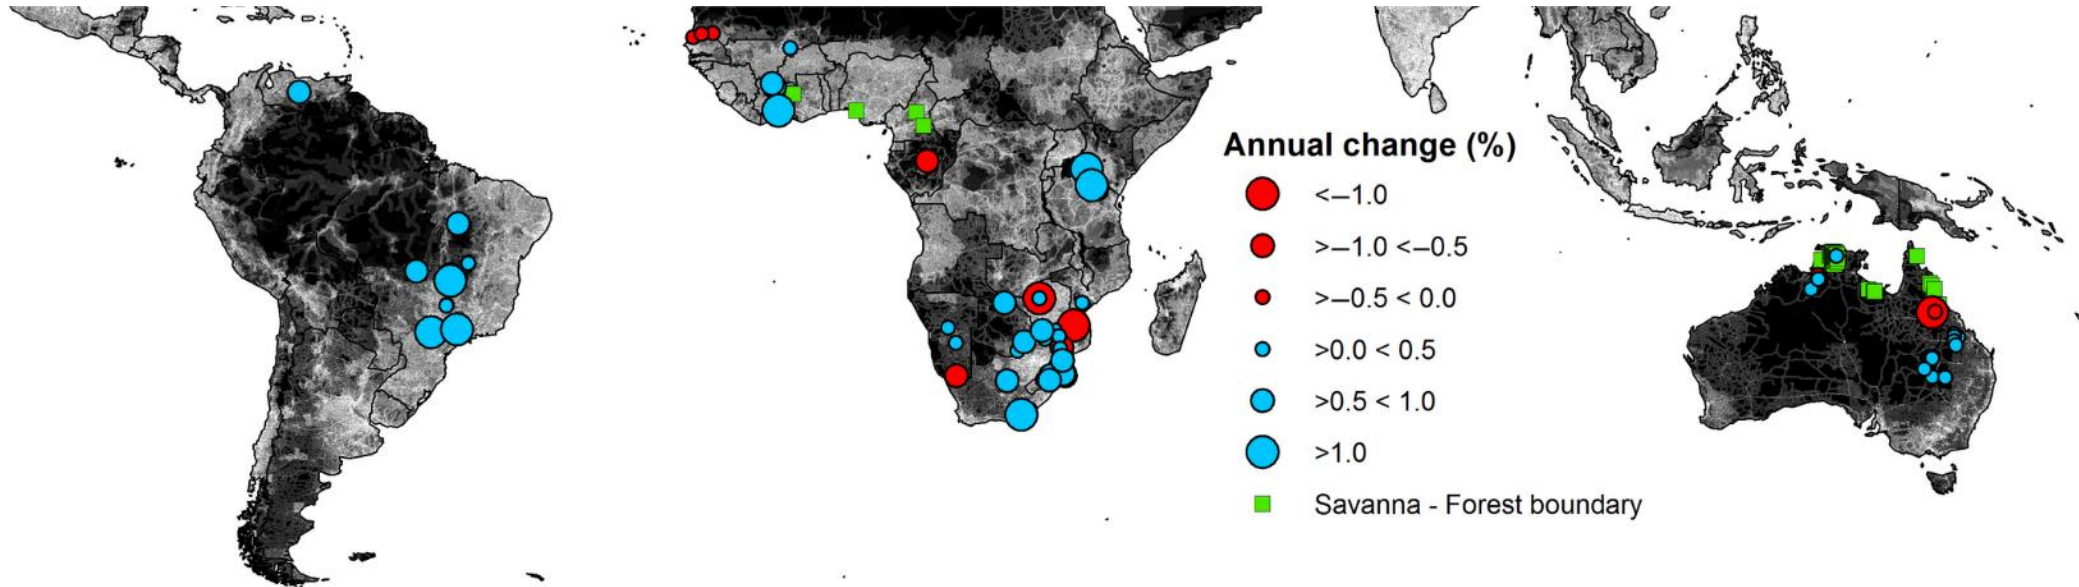 Annual change (%)
<–1.0
>–1.0 <–0.5
>–0.5 < 0.0
>0.0 < 0.5
>0.5 < 1.0
>1.0
Savanna - Forest boundary